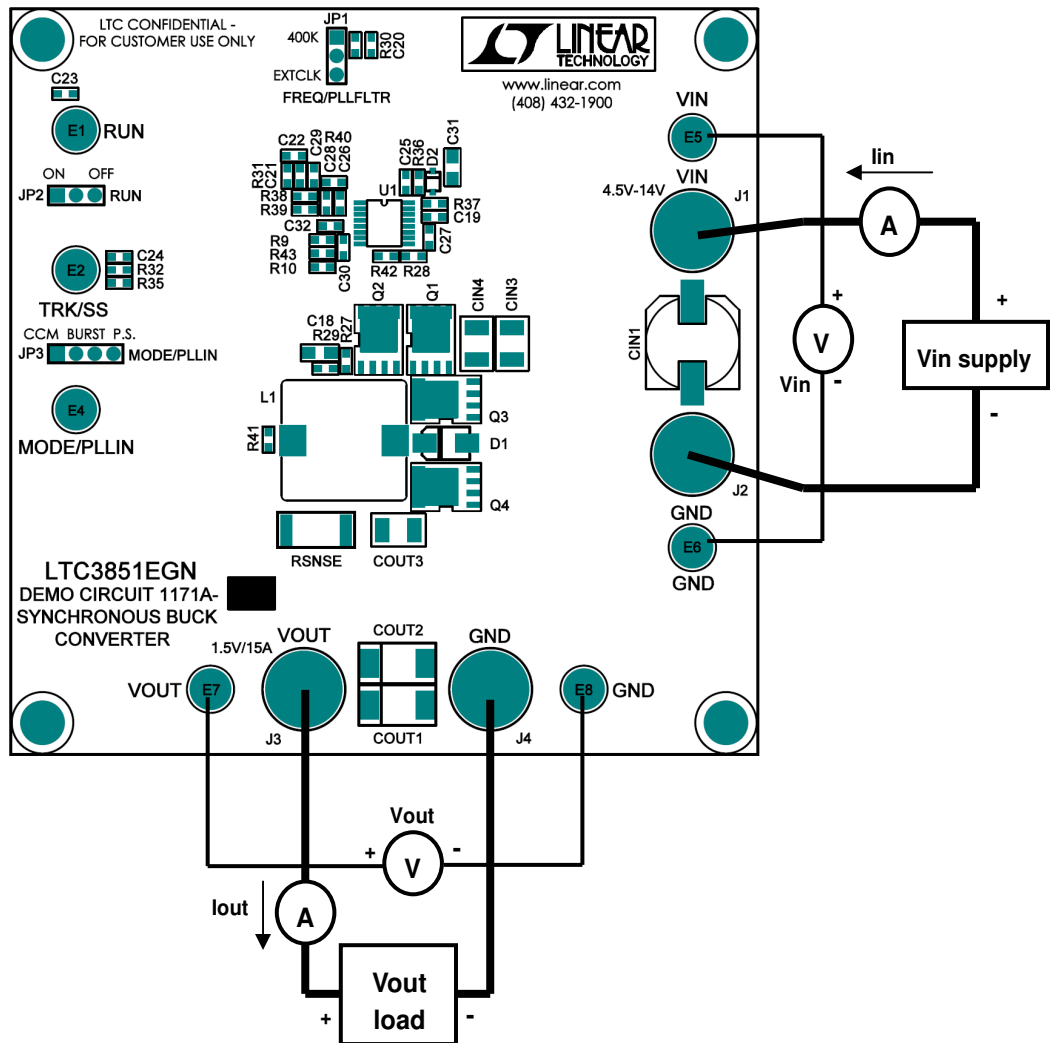 LTC CONFIDENTIAL -
FOR CUSTOMER USE ONLY
C23
E1 RUN
ON OFF
JP2 RUN
E2
TRK/SS
C24
R32
R35
CCM BURST P.S.
JP3 MODE/PLLIN
E4
MODE/PLLIN
JP1
400K
EXTCLK
R30
C20
FREQ/PLLFLTR
LINEAR
TECHNOLOGY
www.linear.com
(408) 432-1900
C22
C29
R40
R31
C21
C28
C26
R38
R39
C32
R9
R43
R10
C30
U1
C25
R36
D2
C31
R37
C19
C27
R42
R28
Q2
Q1
CIN4
CIN3
C18
R29
R27
L1
R41
Q3
D1
Q4
RSNSE
COUT3
VIN
E5
VIN
4.5V-14V
J1
CIN1
J2
GND
E6
GND
Iin
A
+
V
Vin
-
+
Vin supply
-
LTC3851EGN
DEMO CIRCUIT 1171A-
SYNCHRONOUS BUCK
CONVERTER
1.5V/15A
VOUT
COUT2
GND
VOUT E7
E8 GND
J3
COUT1
J4
Vout
+ V -
Iout
A
Vout
load
+ -